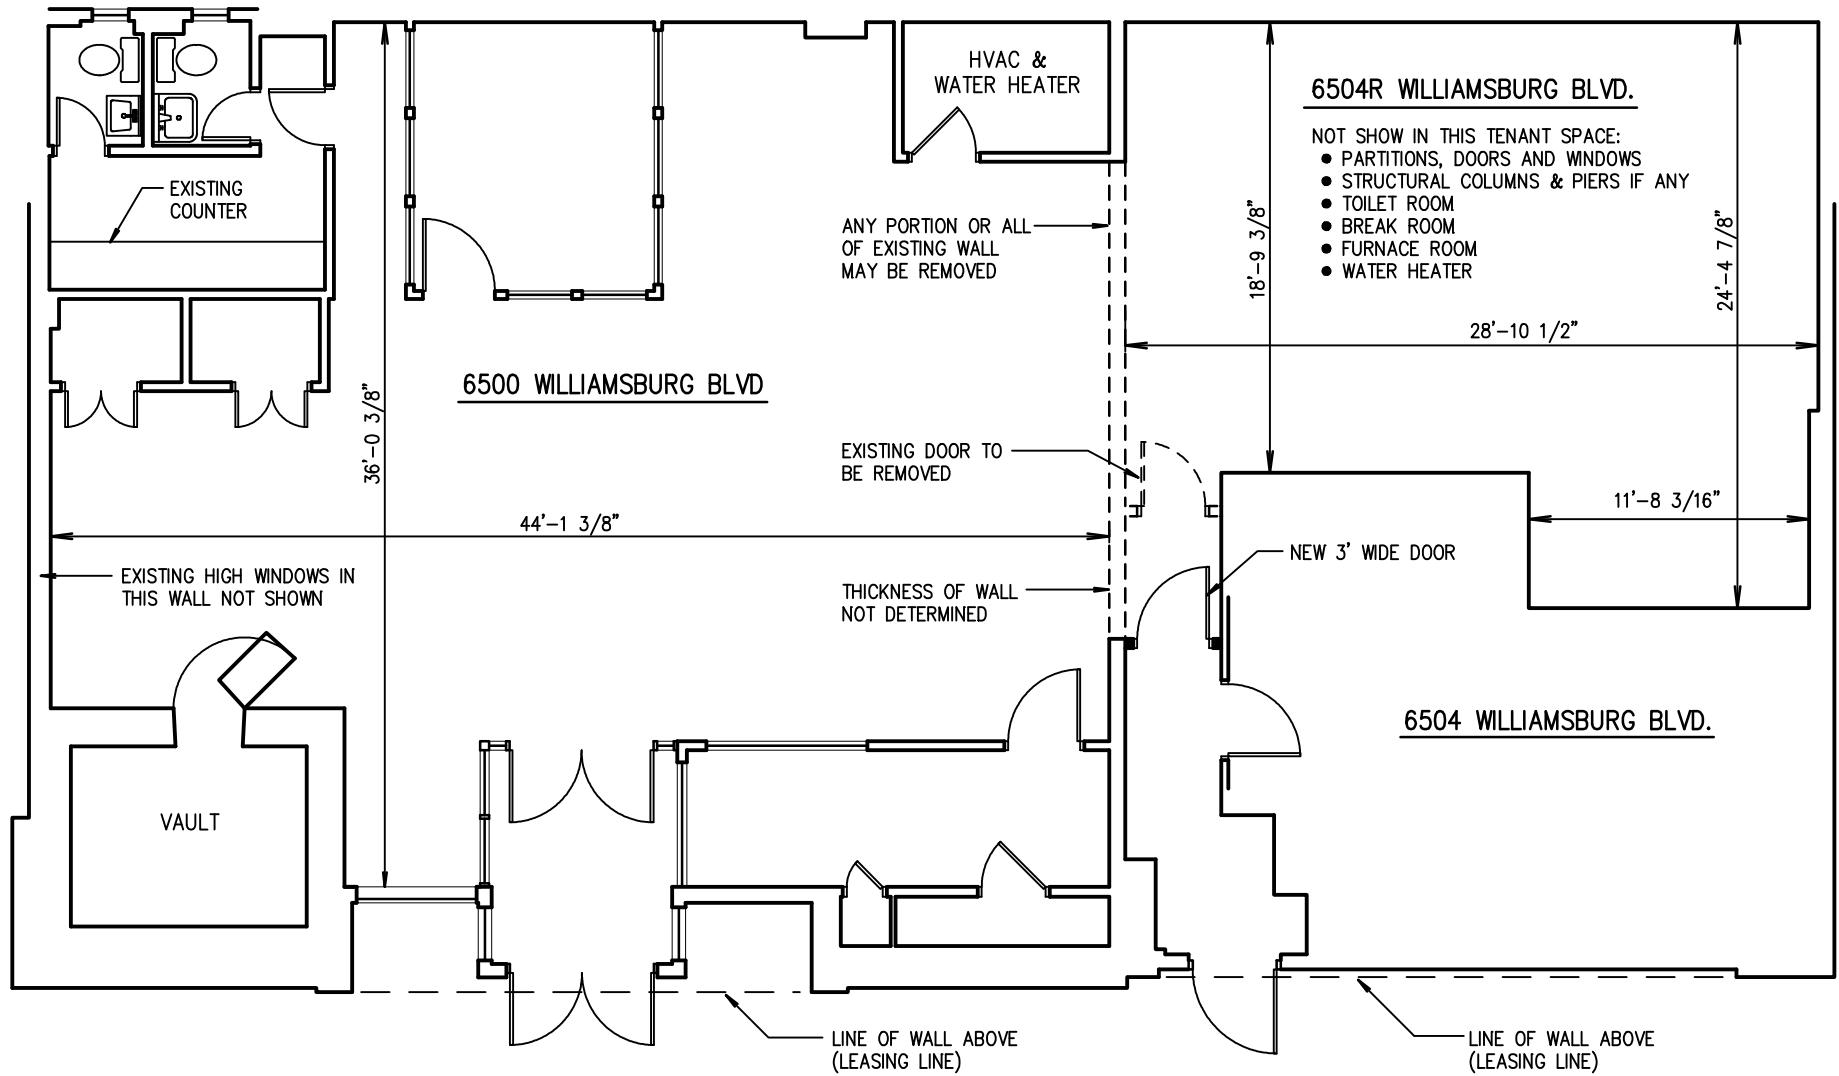 HVAC &
WATER HEATER
6504R WILLIAMSBURG BLVD.
NOT SHOW IN THIS TENANT SPACE:
● PARTITIONS, DOORS AND WINDOWS
● STRUCTURAL COLUMNS & PIERS IF ANY
● TOILET ROOM
● BREAK ROOM
● FURNACE ROOM
● WATER HEATER
EXISTING
COUNTER
ANY PORTION OR ALL
OF EXISTING WALL
MAY BE REMOVED
18'-9 3/8"
24'-4 7/8"
28'-10 1/2"
6500 WILLIAMSBURG BLVD
36'-0 3/8"
EXISTING DOOR TO
BE REMOVED
11'-8 3/16"
44'-1 3/8"
NEW 3' WIDE DOOR
EXISTING HIGH WINDOWS IN
THIS WALL NOT SHOWN
THICKNESS OF WALL
NOT DETERMINED
6504 WILLIAMSBURG BLVD.
VAULT
LINE OF WALL ABOVE
(LEASING LINE)
LINE OF WALL ABOVE
(LEASING LINE)